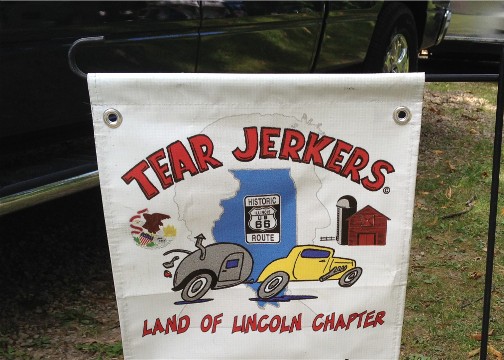 TEAR JERKERS
©
HISTORIC
ILLINOIS
US
66
ROUTE
LAND OF LINCOLN CHAPTER